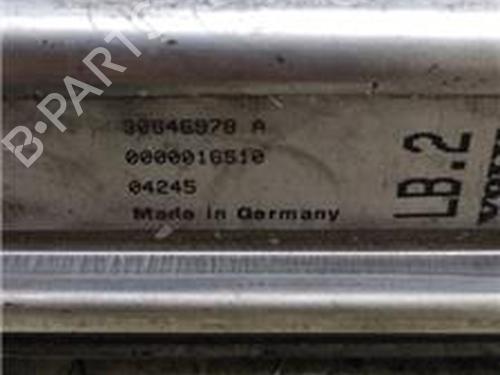 B-PARTS
30646978 A
0000016510
04245
Made in Germany
LB.2